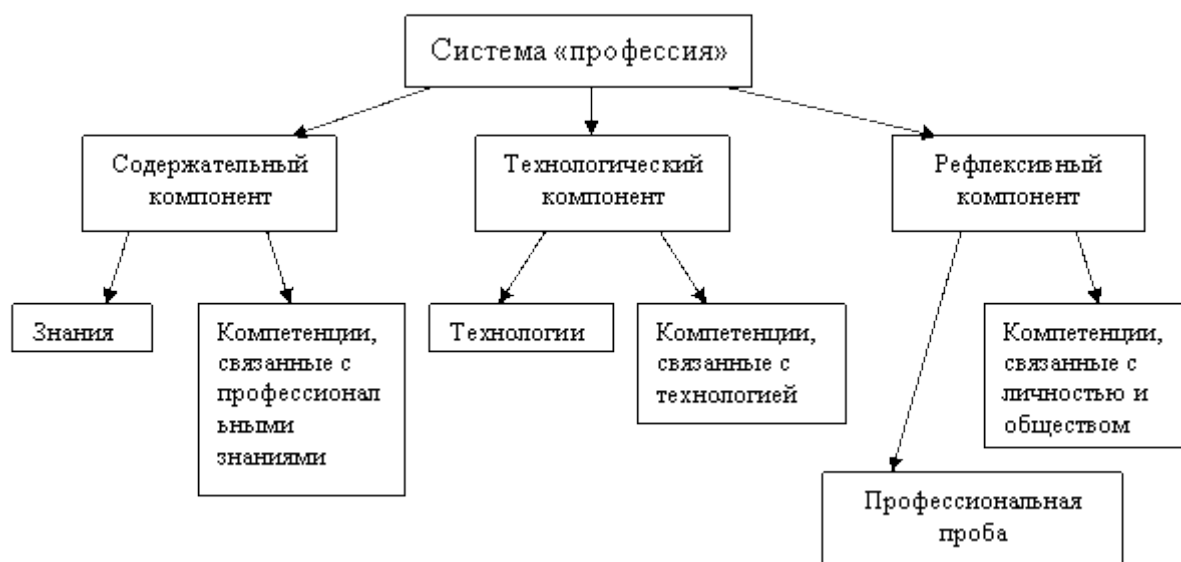 Система «профессия»
Содержательный
компонент
Технологический
компонент
Рефлексивный
компонент
Знания
Компетенции,
связанные с
профессионал
ьными
знаниями
Технологии
Компетенции,
связанные с
технологией
Компетенции,
связанные с
личностью и
обществом
Профессиональная
проба